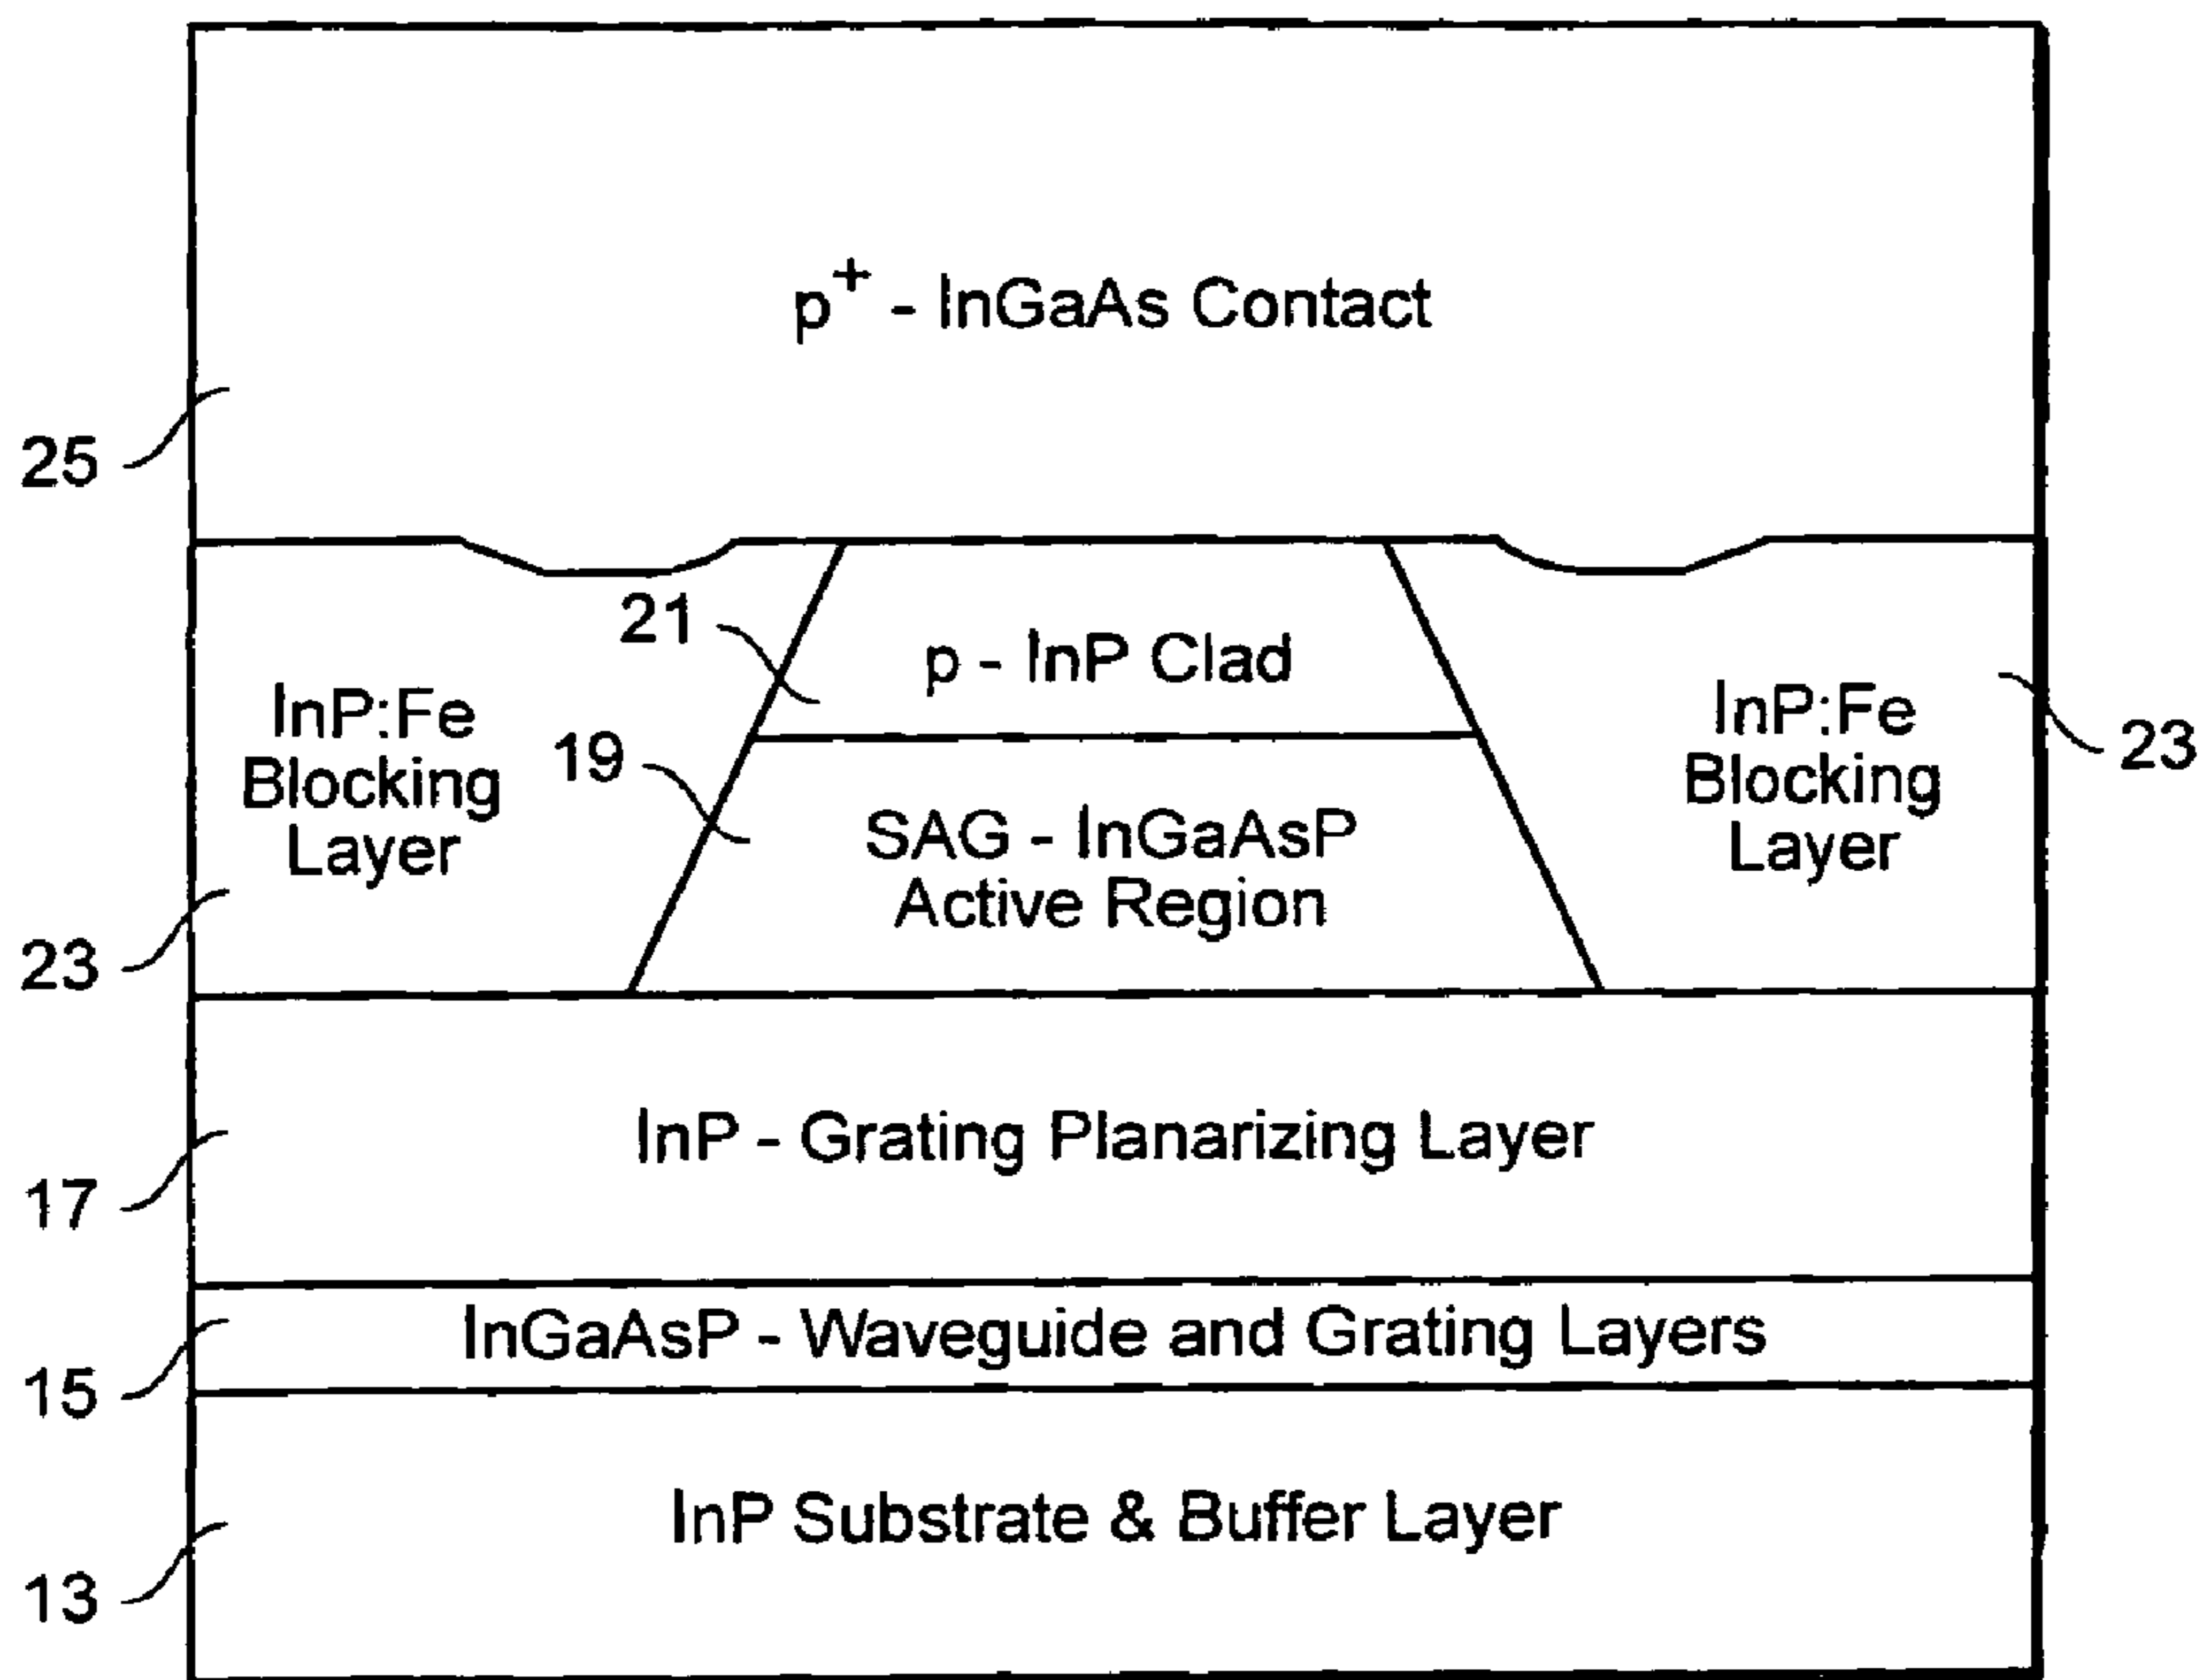 p+ - InGaAs Contact
25
21
p - InP Clad
InP:Fe
Blocking
Layer
InP:Fe
Blocking
Layer
23
19
SAG - InGaAsP
Active Region
23
InP - Grating Planarizing Layer
17
InGaAsP - Waveguide and Grating Layers
15
InP Substrate & Buffer Layer
13